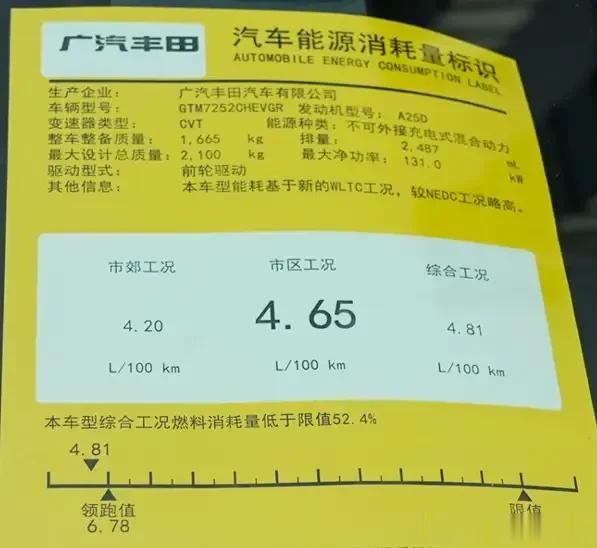 广汽丰田
汽车能源消耗量标识
AUTOMOBILE ENERGY CONSUMPTION LABEL
生产企业： 广汽丰田汽车有限公司
车辆型号： GTM7252CHEVGR 发动机型号： A25D
变速器类型： CVT 能源种类：不可外接充电式混合动力
整车整备质量： 1,665 kg 排量： 2,487 mL
最大设计总质量：2,100 kg 最大净功率：131.0 kW
驱动型式： 前轮驱动
其他信息： 本车型能耗基于新的WLTC工况，较NEDC工况略高。
市郊工况 市区工况 综合工况
4.20 4.65 4.81
L/100 km L/100 km L/100 km
本车型综合工况燃料消耗量低于限值52.4%
4.81
领跑值 限值
6.78